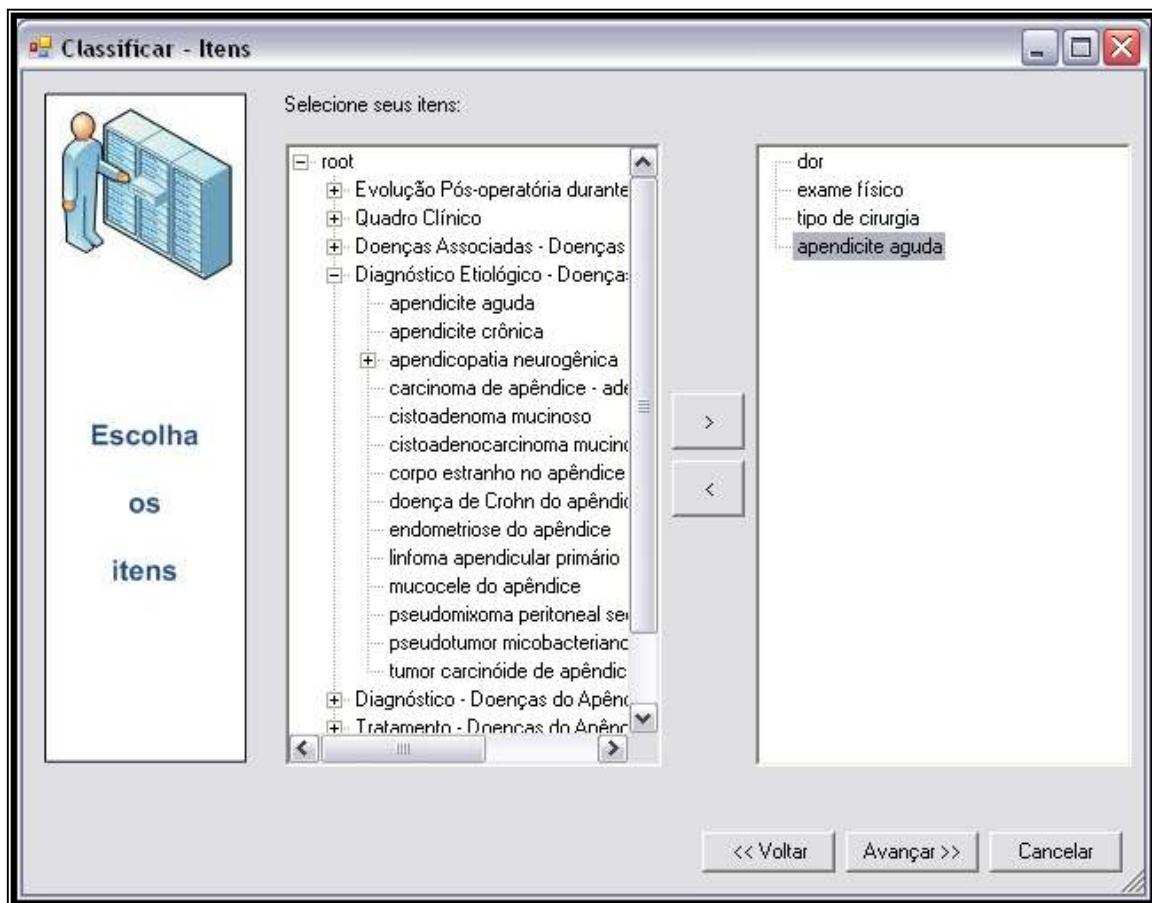 Classificar - Itens
Selecione seus itens:
Escolha
os
itens
root
Evolução Pós-operatória durante
Quadro Clínico
Doenças Associadas - Doenças
Diagnóstico Etiológico - Doença
apendicite aguda
apendicite crônica
apendicopatia neurogênica
carcinoma de apêndice - ade
cistoadenoma mucinoso
cistoadenocarcinoma mucino
corpo estranho no apêndice
doença de Crohn do apêndic
endometriose do apêndice
linfoma apendicular primário
mucocele do apêndice
pseudomixoma peritoneal se
pseudotumor micobacteriano
tumor carcinóide de apêndic
Diagnóstico - Doenças do Apên
Tratamento - Doenças do Apênc
>
<
dor
exame físico
tipo de cirurgia
apendicite aguda
<< Voltar
Avançar >>
Cancelar